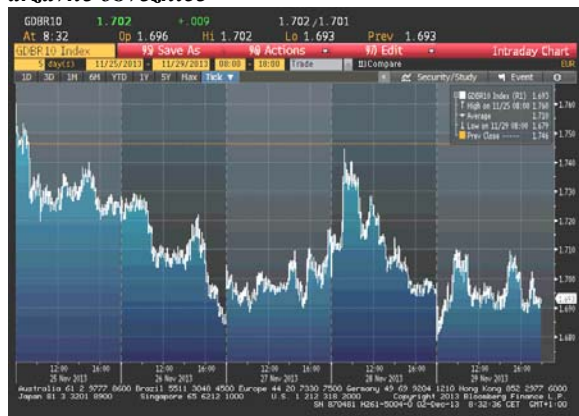 GDBR10 1.702 +.009 1.702/1.701
At 8:32 Op 1.696 Hi 1.702 Lo 1.693 Prev 1.693
GDBR10 Index 99) Save As 98) Actions 97) Edit Intraday Chart
5 day(s) 11/25/2013 - 11/29/2013 08:00 - 18:00 Trade Compare EUR
1D 3D 1M 6M YTD 1Y 5Y Max Tick ▼ « Security/Study Event
GDBR10 Index (R1) 1.693
High on 11/25 08:00 1.760
Average 1.710
Low on 11/29 08:00 1.679
Prev Close ----- 1.746
1.760
1.750
1.740
1.730
1.720
1.710
1.700
1.693
1.690
1.680
12:00 16:00 12:00 16:00 12:00 16:00 12:00 16:00 12:00 16:00
25 Nov 2013 26 Nov 2013 27 Nov 2013 28 Nov 2013 29 Nov 2013
Australia 61 2 9777 8600 Brazil 5511 3048 4500 Europe 44 20 7330 7500 Germany 49 69 9204 1210 Hong Kong 852 2977 6000
Japan 81 3 3201 8900 Singapore 65 6212 1000 U.S. 1 212 318 2000 Copyright 2013 Bloomberg Finance L.P.
SN 870481 H261-5004-0 02-Dec-13 8:32:36 CET GMT+1:00